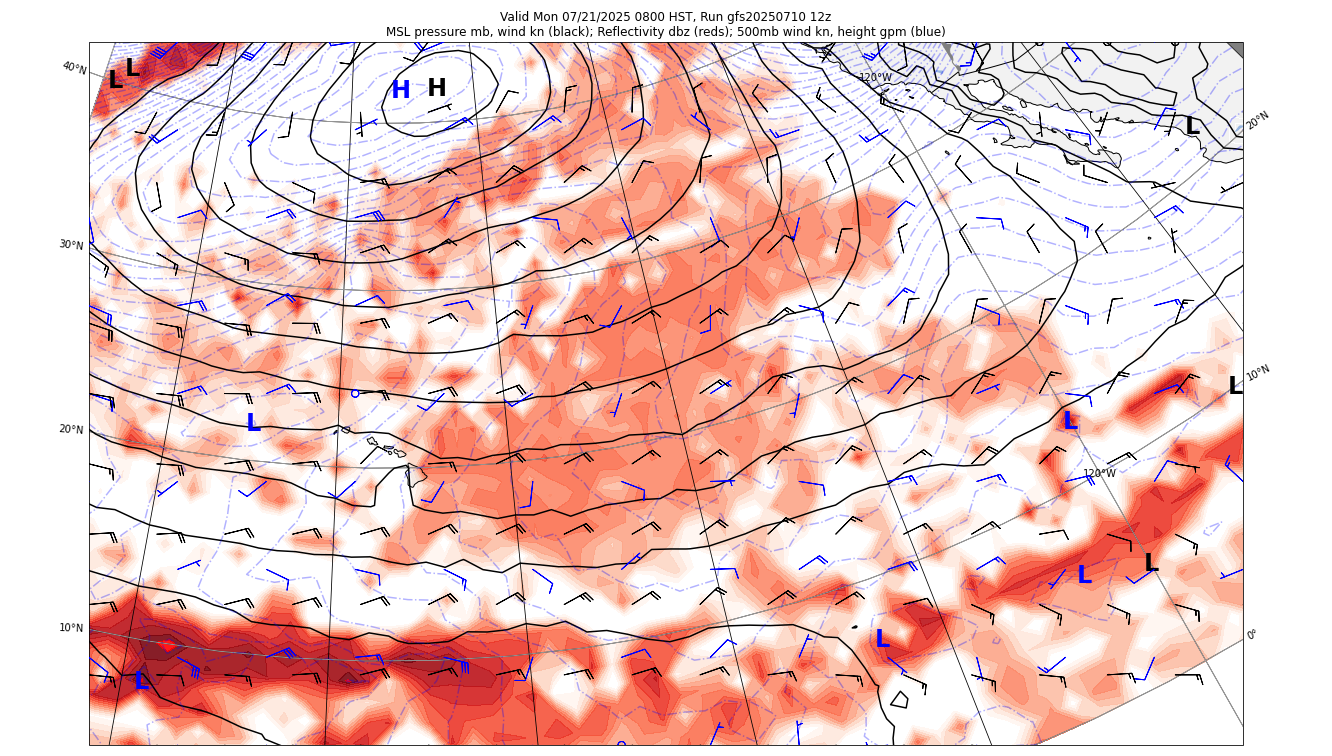 Valid Mon 07/21/2025 0800 HST, Run gfs20250710 12z
MSL pressure mb, wind kn (black); Reflectivity dbz (reds); 500mb wind kn, height gpm (blue)
40°N
L
L
H
H
120°W
L
20°N
30°N
20°N
L
L
L
10°N
120°W
10°N
L
L
L
L
0°